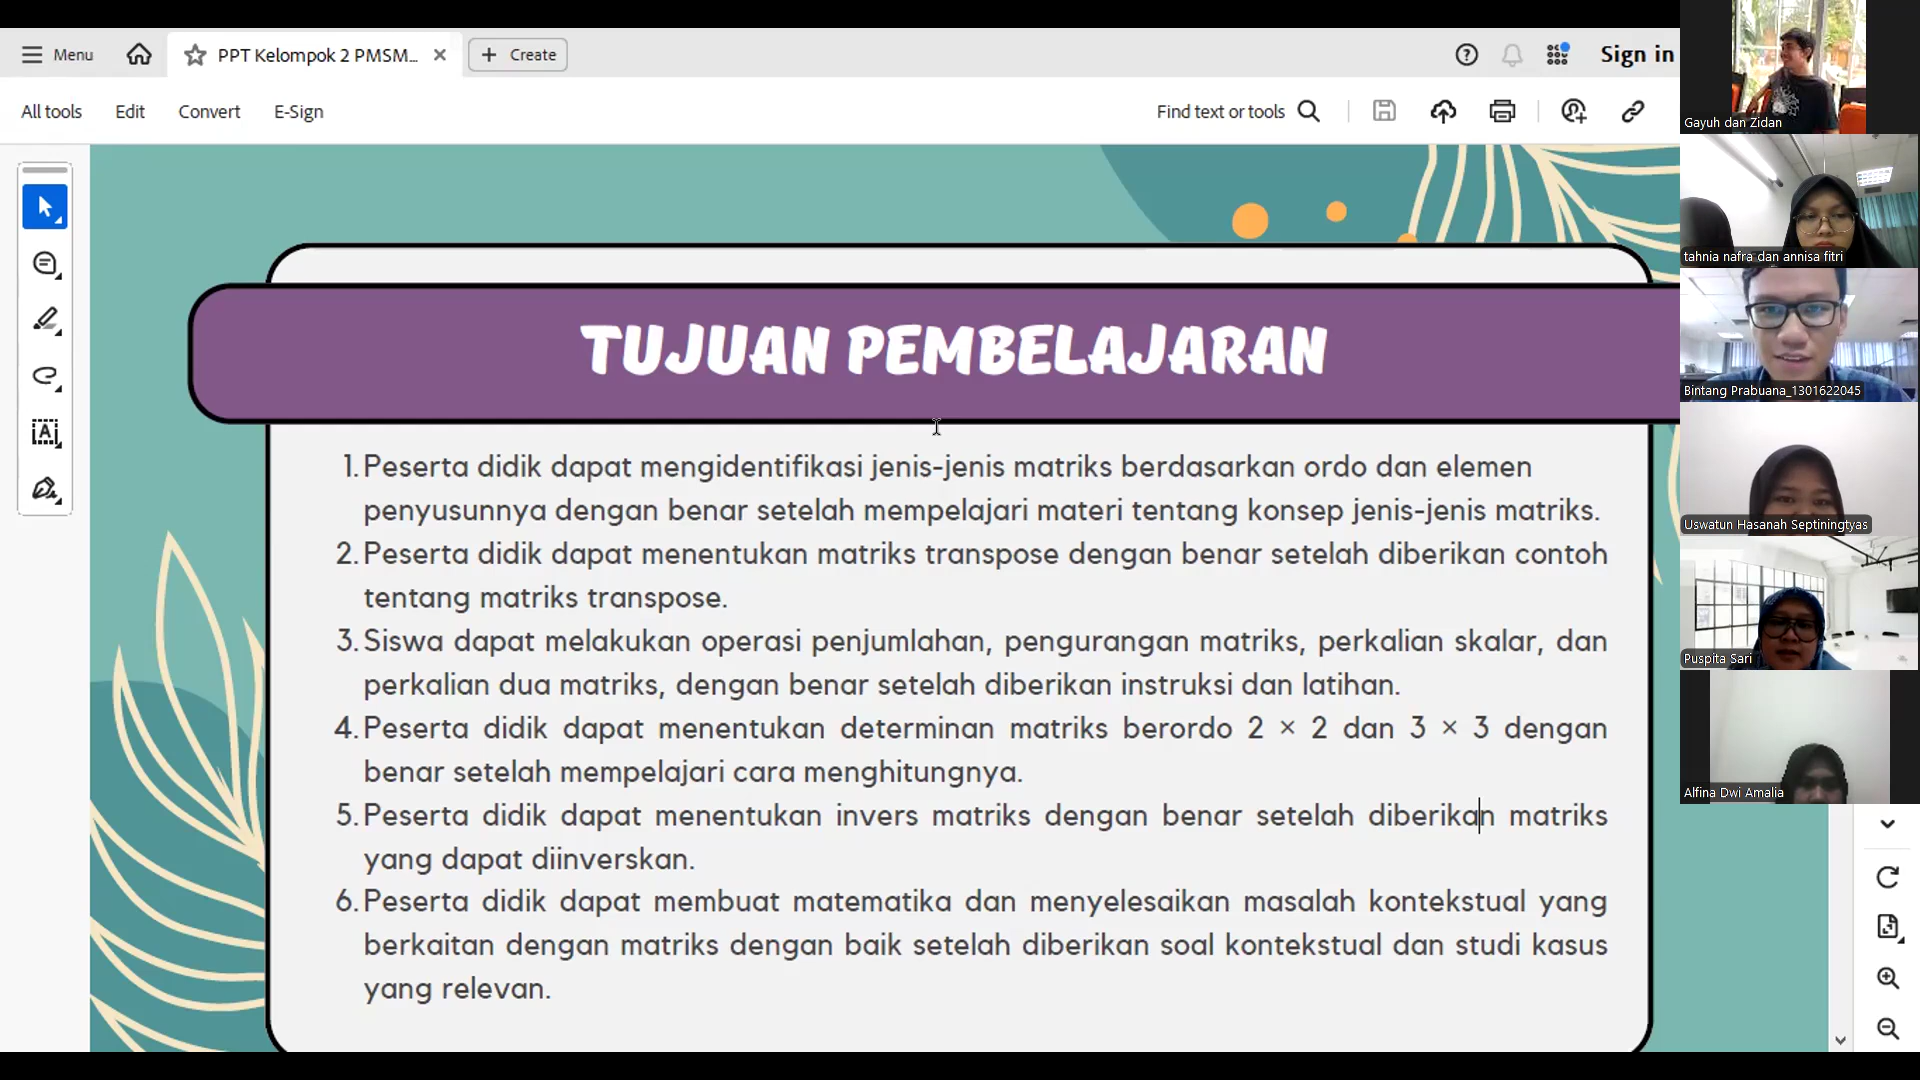 Menu
PPT Kelompok 2 PMSM...
Create
Sign in
All tools
Edit
Convert
E-Sign
Find text or tools
TUJUAN PEMBELAJARAN
1. Peserta didik dapat mengidentifikasi jenis-jenis matriks berdasarkan ordo dan elemen
penyusunnya dengan benar setelah mempelajari materi tentang konsep jenis-jenis matriks.
2. Peserta didik dapat menentukan matriks transpose dengan benar setelah diberikan contoh
tentang matriks transpose.
3. Siswa dapat melakukan operasi penjumlahan, pengurangan matriks, perkalian skalar, dan
perkalian dua matriks, dengan benar setelah diberikan instruksi dan latihan.
4. Peserta didik dapat menentukan determinan matriks berordo 2 × 2 dan 3 × 3 dengan
benar setelah mempelajari cara menghitungnya.
5. Peserta didik dapat menentukan invers matriks dengan benar setelah diberikan matriks
yang dapat diinverskan.
6. Peserta didik dapat membuat matematika dan menyelesaikan masalah kontekstual yang
berkaitan dengan matriks dengan baik setelah diberikan soal kontekstual dan studi kasus
yang relevan.
Gayuh dan Zidan
tahnia nafra dan annisa fitri
Bintang Prabuana_1301622045
Uswatun Hasanah Septiningtyas
Puspita Sari
Alfina Dwi Amalia